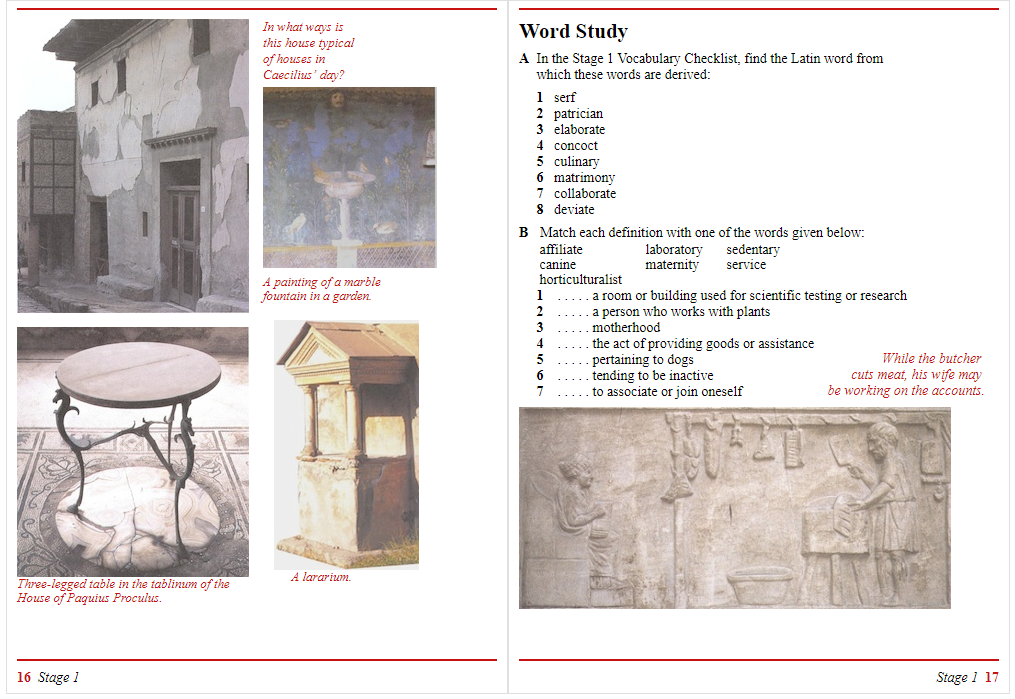 In what ways is
this house typical
of houses in
Caecilius' day?
A painting of a marble
fountain in a garden.
Three-legged table in the tablinum of the
House of Paquius Proculus.
A lararium.
16 Stage 1
Word Study
A In the Stage 1 Vocabulary Checklist, find the Latin word from
which these words are derived:
1 serf
2 patrician
3 elaborate
4 concoct
5 culinary
6 matrimony
7 collaborate
8 deviate
B Match each definition with one of the words given below:
affiliate laboratory sedentary
canine maternity service
horticulturalist
1 . . . . . a room or building used for scientific testing or research
2 . . . . . a person who works with plants
3 . . . . . motherhood
4 . . . . . the act of providing goods or assistance
5 . . . . . pertaining to dogs
6 . . . . . tending to be inactive
7 . . . . . to associate or join oneself
While the butcher
cuts meat, his wife may
be working on the accounts.
Stage 1 17